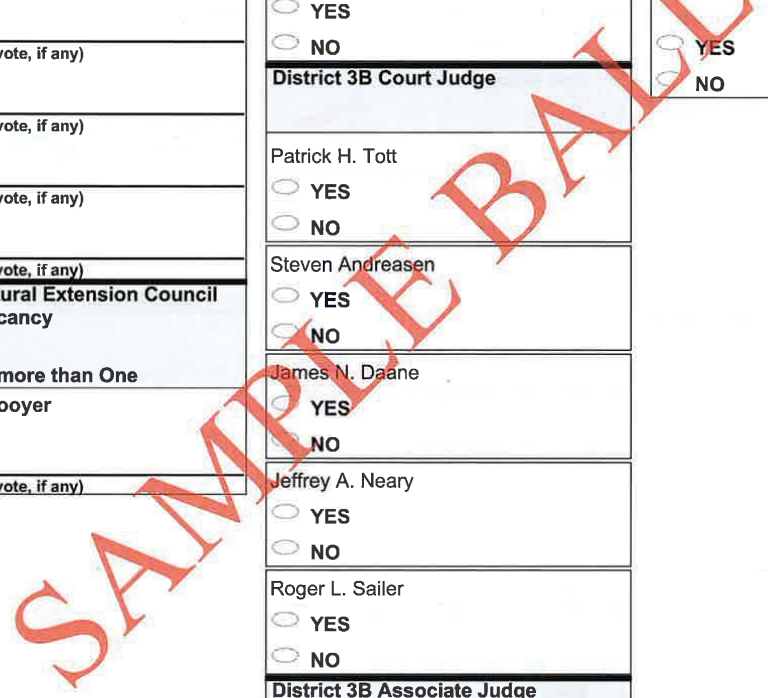 vote, if any)
vote, if any)
vote, if any)
vote, if any)
ural Extension Council
cancy
more than One
ooyer
vote, if any)
YES
NO
District 3B Court Judge
Patrick H. Tott
YES
NO
Steven Andreasen
YES
NO
James N. Daane
YES
NO
Jeffrey A. Neary
YES
NO
Roger L. Sailer
YES
NO
District 3B Associate Judge
YES
NO
SAMPLE BALL